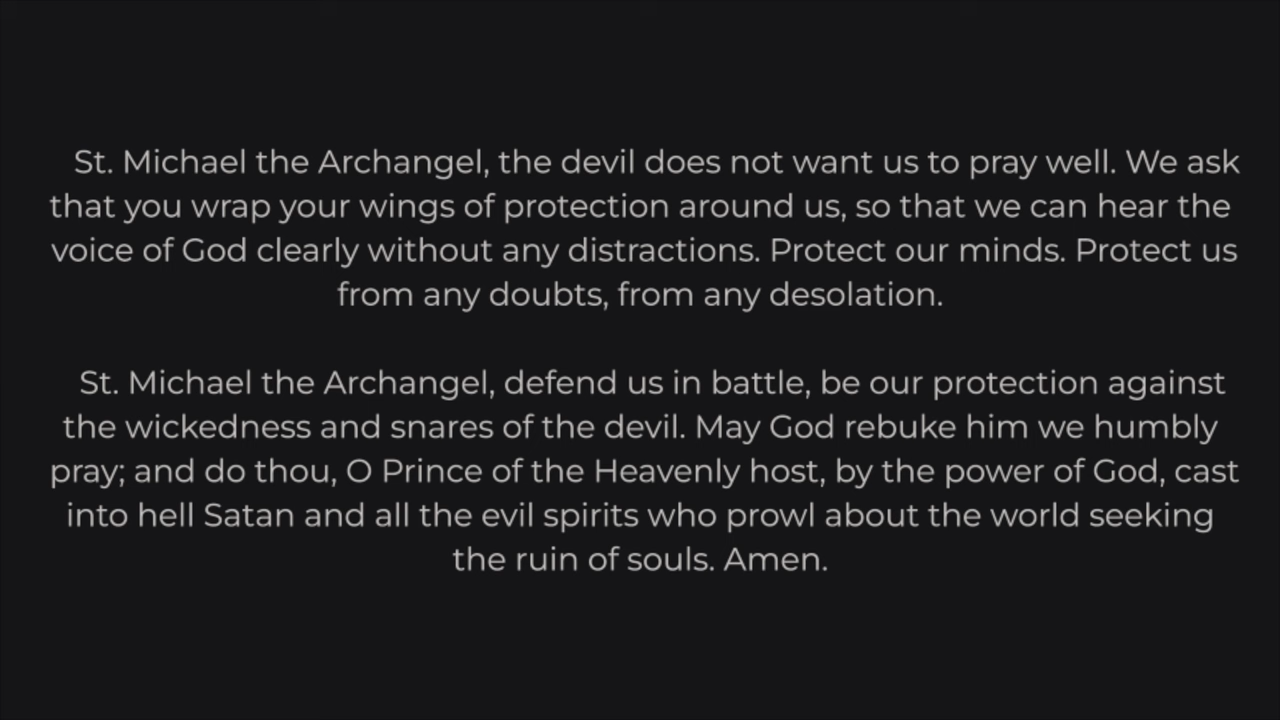 St. Michael the Archangel, the devil does not want us to pray well. We ask
that you wrap your wings of protection around us, so that we can hear the
voice of God clearly without any distractions. Protect our minds. Protect us
from any doubts, from any desolation.
St. Michael the Archangel, defend us in battle, be our protection against
the wickedness and snares of the devil. May God rebuke him we humbly
pray; and do thou, O Prince of the Heavenly host, by the power of God, cast
into hell Satan and all the evil spirits who prowl about the world seeking
the ruin of souls. Amen.